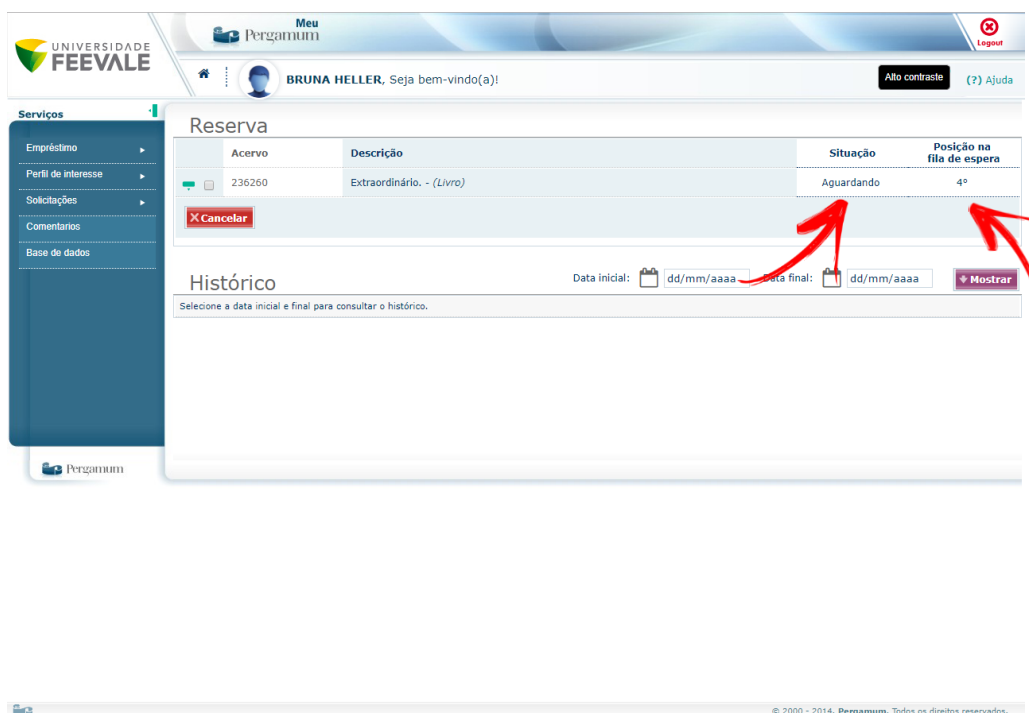 UNIVERSIDADE
FEEVALE
Meu
Pergamum
Logout
BRUNA HELLER, Seja bem-vindo(a)!
Alto contraste
(?) Ajuda
Serviços
Empréstimo
Perfil de interesse
Solicitações
Comentarios
Base de dados
Pergamum
Reserva
Acervo Descrição Situação Posição na
fila de espera
236260 Extraordinário. - (Livro) Aguardando 4º
X Cancelar
Histórico
Data inicial: dd/mm/aaaa Data final: dd/mm/aaaa Mostrar
Selecione a data inicial e final para consultar o histórico.
© 2000 - 2014. Pergamum. Todos os direitos reservados.